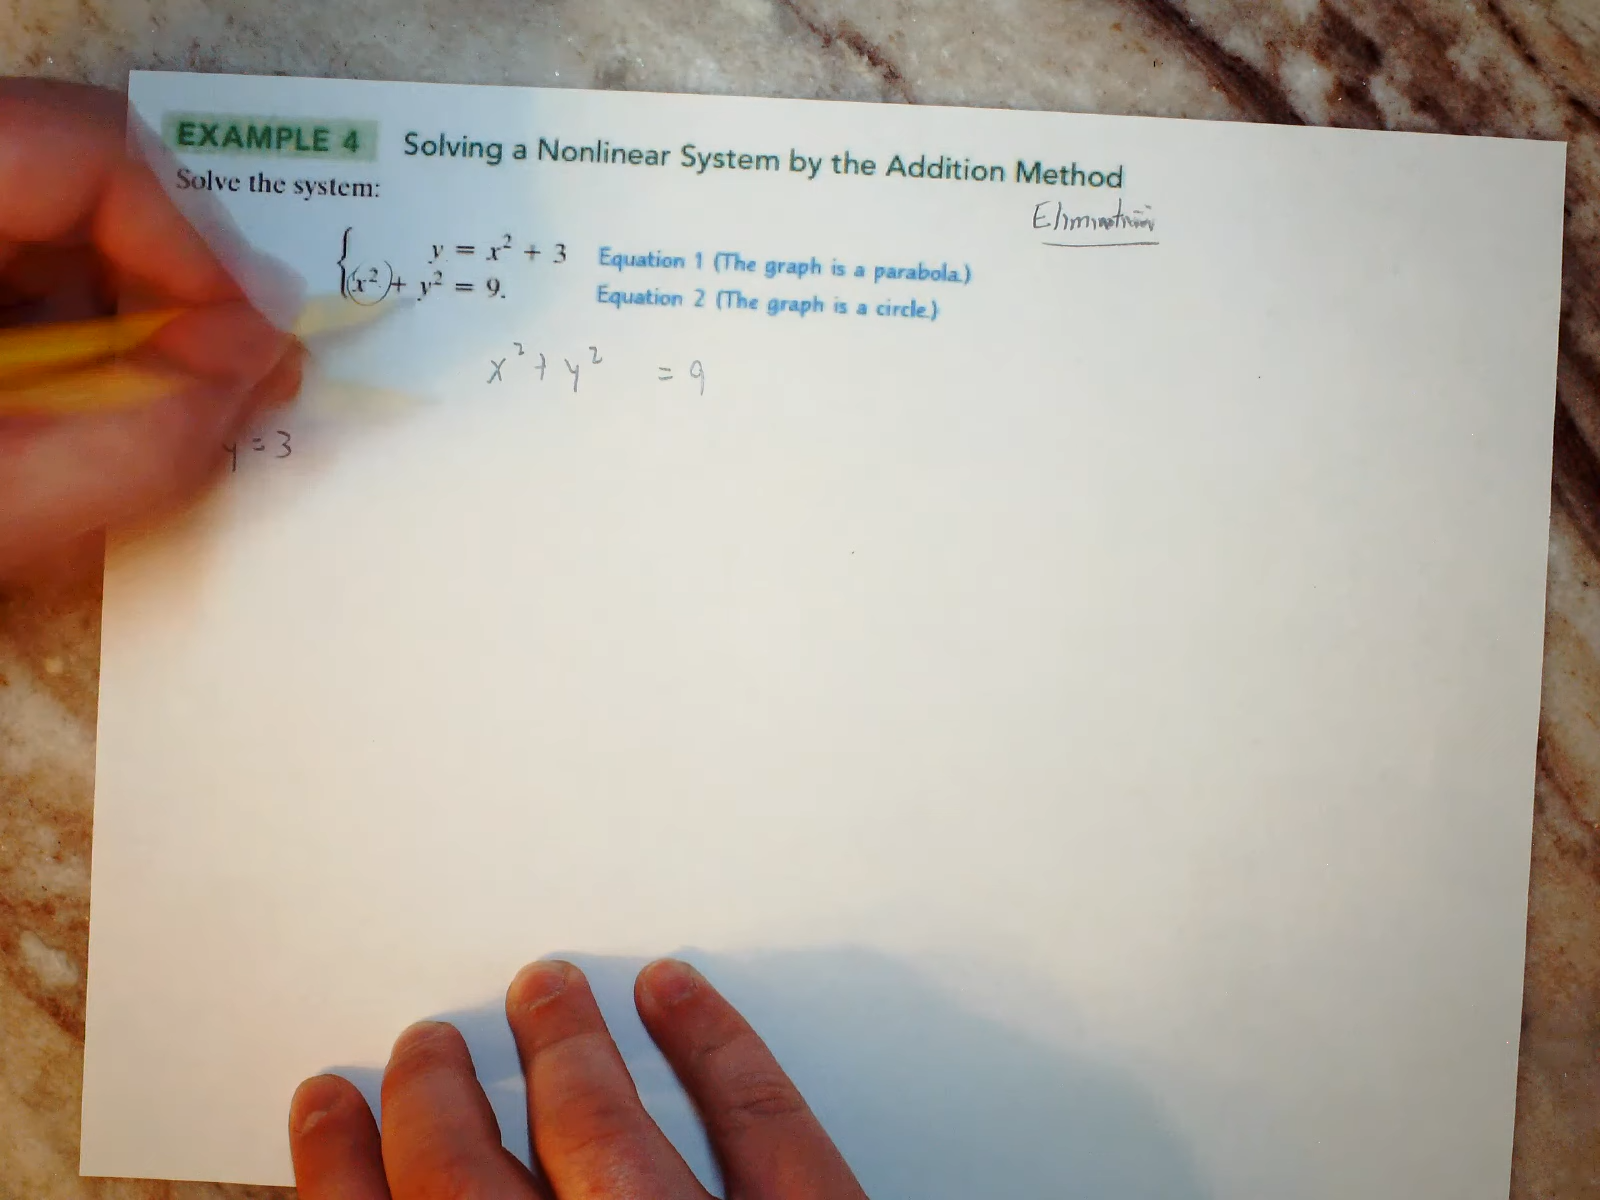 EXAMPLE 4 Solving a Nonlinear System by the Addition Method
Solve the system:
Elimination
y = x² + 3 Equation 1 (The graph is a parabola.)
x² + y² = 9. Equation 2 (The graph is a circle.)
x² + y² = 9
y = 3